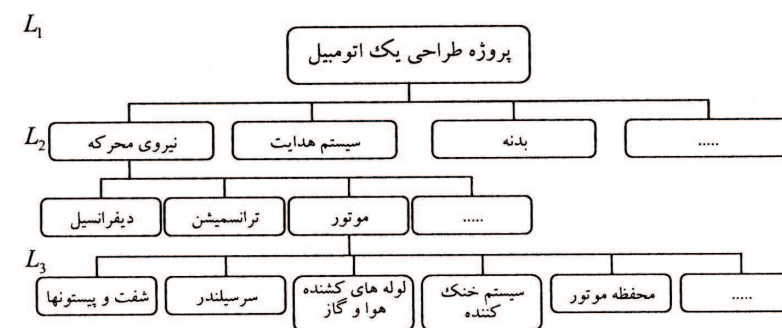 L₁
پروژه طراحی یک اتومبیل
L₂
نیروی محرکه
سیستم هدایت
بدنه
.....
دیفرانسیل
ترانسمیشن
موتور
.....
L₃
شفت و پیستونها
سرسیلندر
لوله های کشنده
هوا و گاز
سیستم خنک
کننده
محفظه موتور
.....